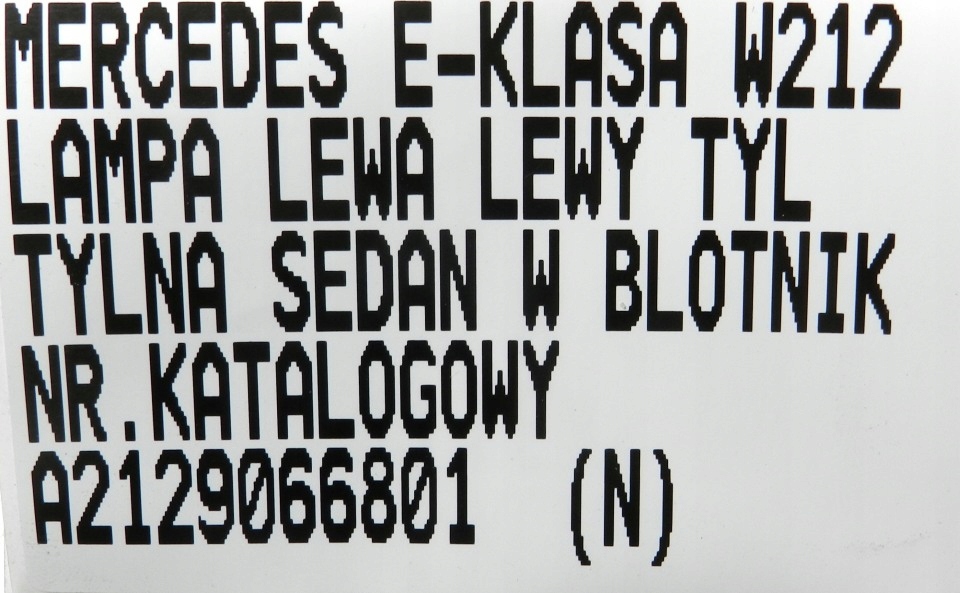 MERCEDES E-KLASA W212
LAMPA LEWA LEWY TYL
TYLNA SEDAN W BLOTNIK
NR.KATALOGOWY
A2129066801 (N)